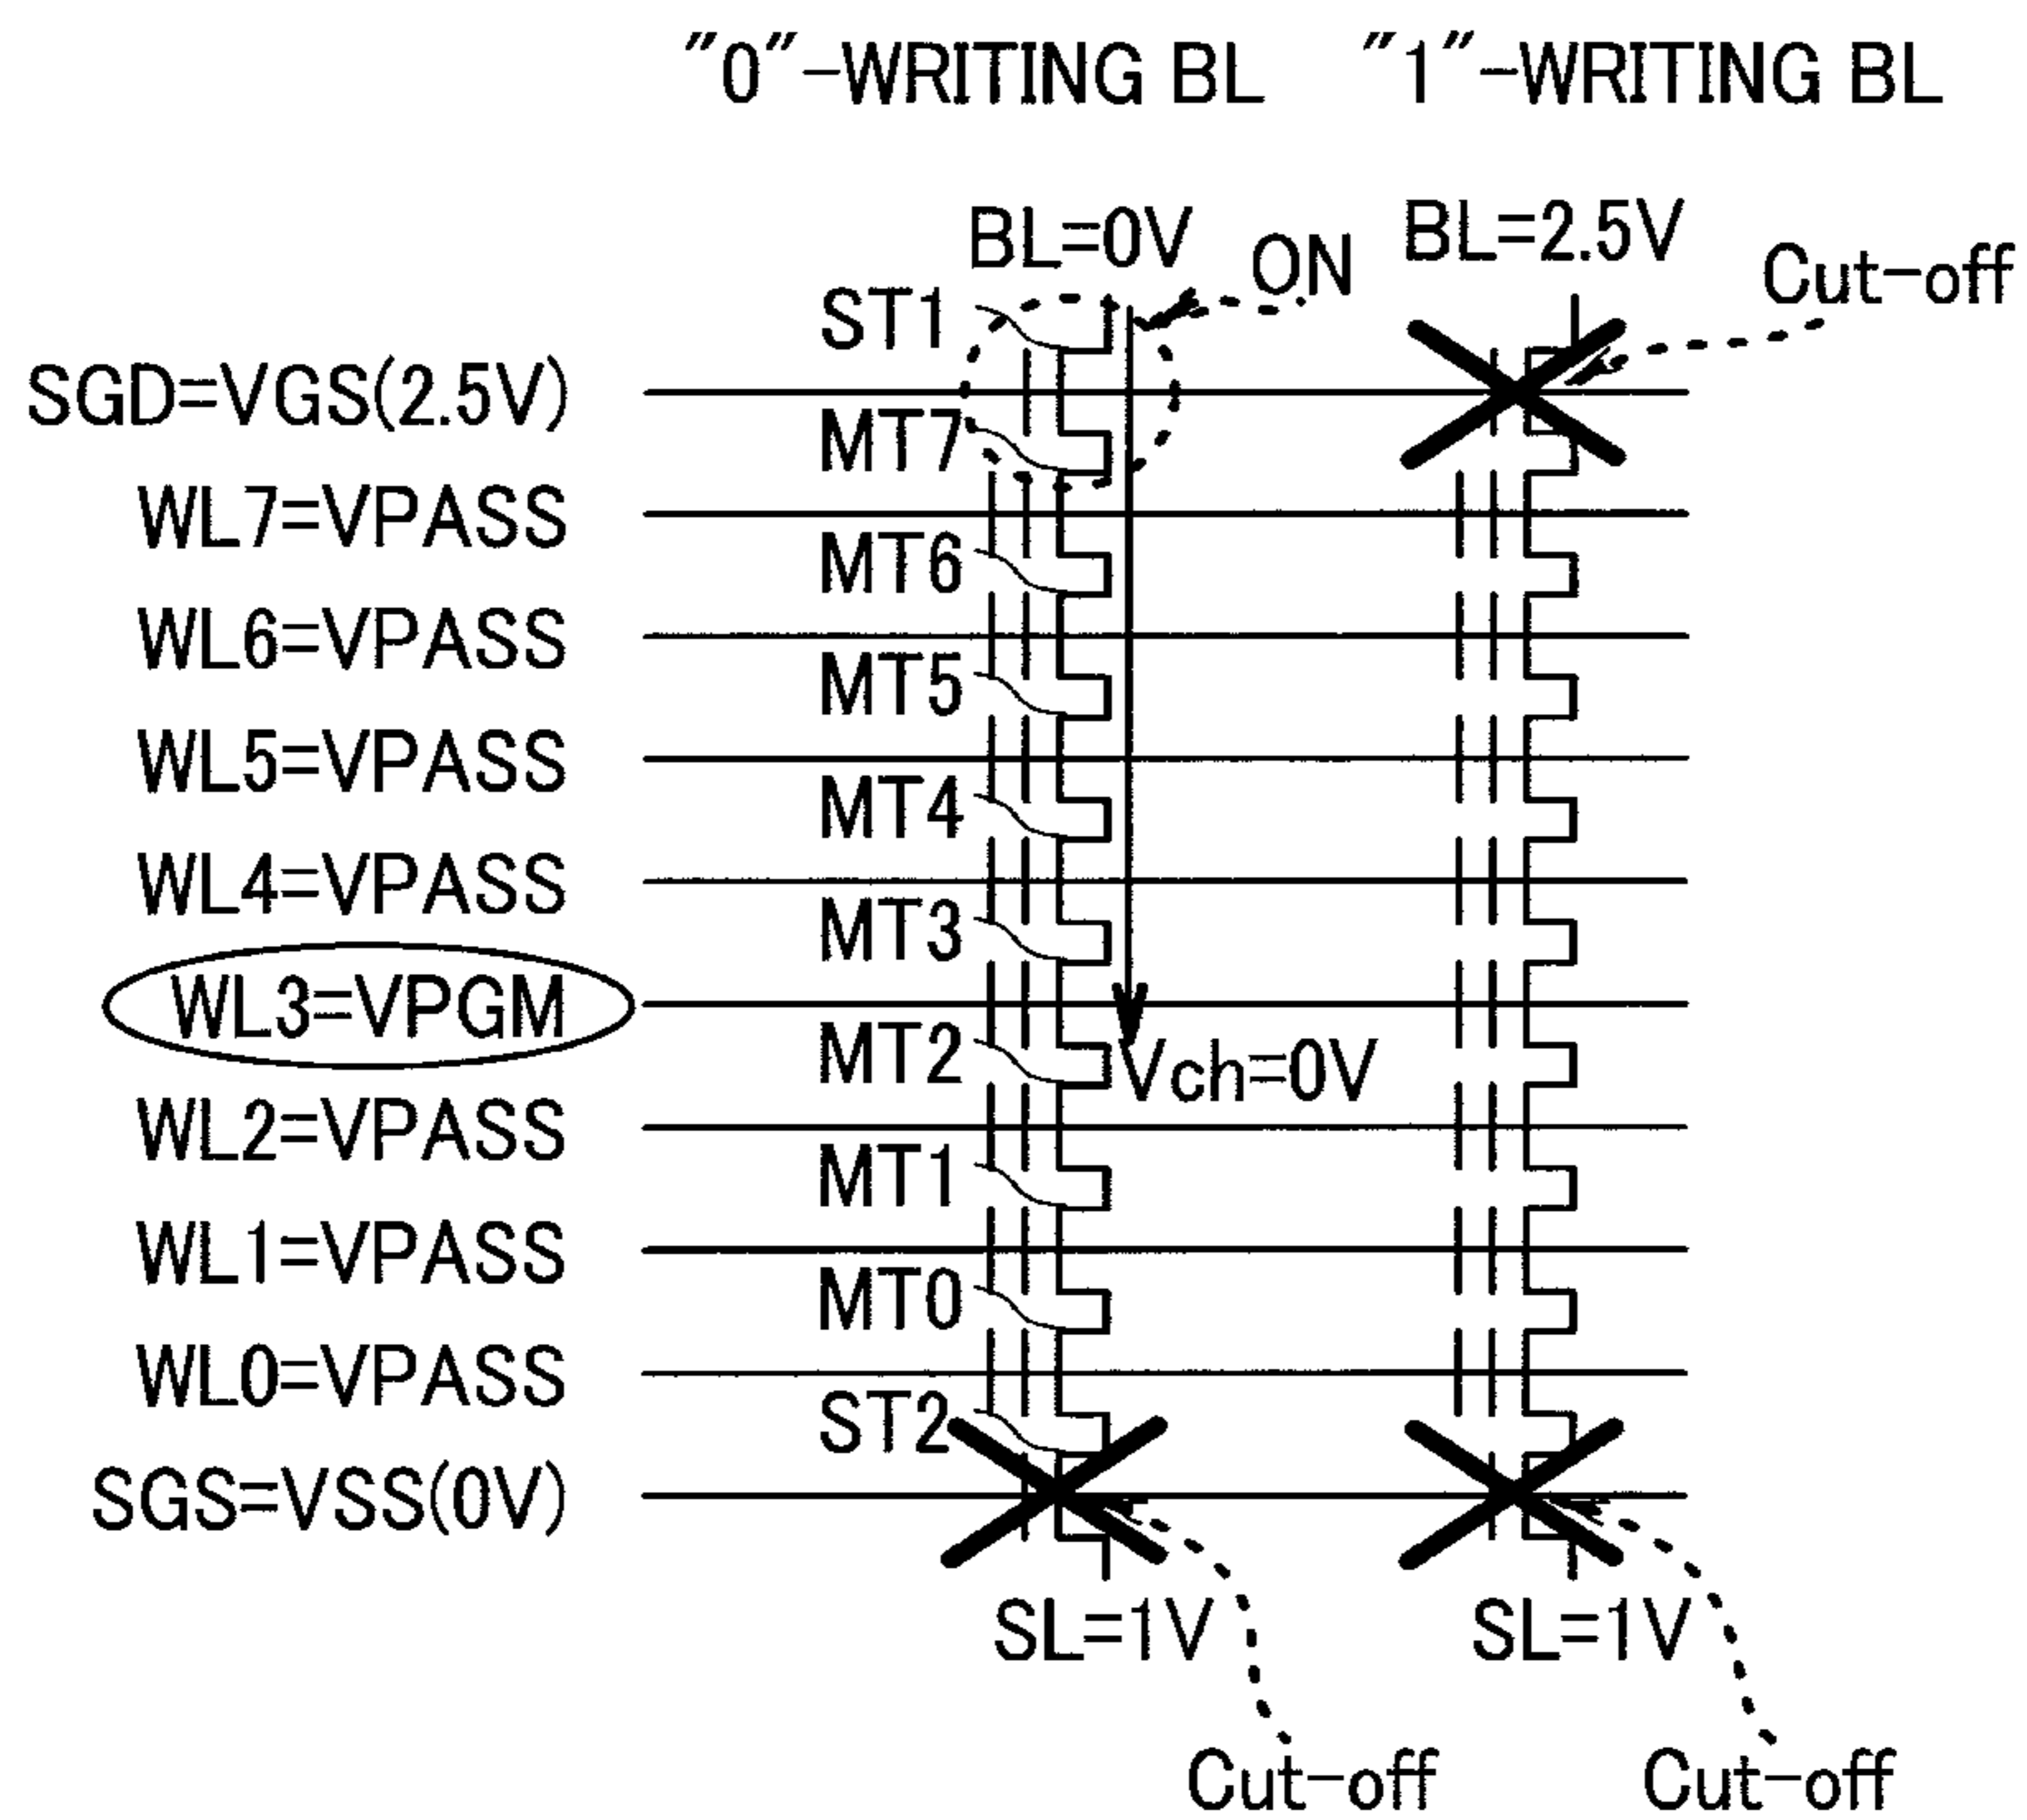 "0"-WRITING BL "1"-WRITING BL
BL=0V ON BL=2.5V Cut-off
ST1
SGD=VGS(2.5V)
MT7
WL7=VPASS
MT6
WL6=VPASS
MT5
WL5=VPASS
MT4
WL4=VPASS
MT3
WL3=VPGM
MT2 Vch=0V
WL2=VPASS
MT1
WL1=VPASS
MT0
WL0=VPASS
ST2
SGS=VSS(0V)
SL=1V SL=1V
Cut-off Cut-off